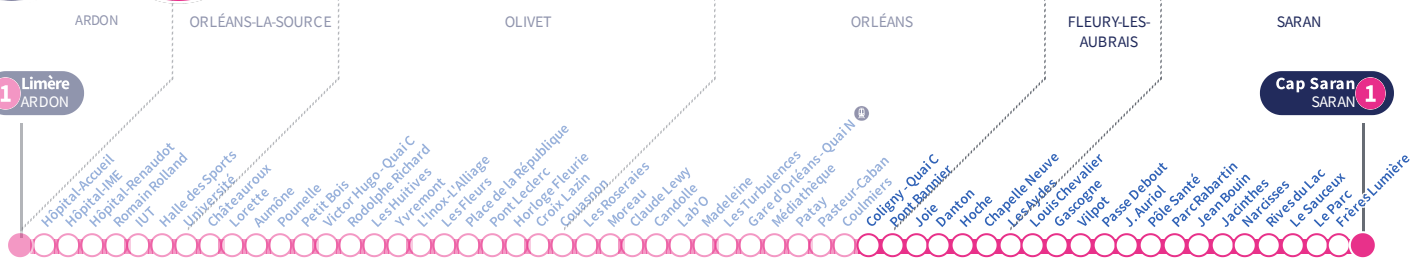 ARDON
ORLÉANS-LA-SOURCE
OLIVET
ORLÉANS
FLEURY-LES-
AUBRAIS
SARAN
1
Limère
ARDON
Cap Saran
SARAN
1
Hôpital-Accueil
Hôpital-IME
Hôpital-Renaudot
Romain Rolland
IUT
Halle des Sports
Université
Châteauroux
Lorette
Aumône
Pounelle
Petit Bois
Victor Hugo - Quai C
Rodolphe Richard
Les Huitives
Yvremont
L'Inox - L'Alliage
Les Fleurs
Place de la République
Pont Leclerc
Horloge Fleurie
Croix Lazin
Couasnon
Les Roseraies
Moreau
Claude Lewy
Candolle
Lab'O
Madeleine
Les Turbulences
Gare d'Orléans - Quai N
Médiathèque
Patay
Pasteur-Caban
Coulmiers
Coligny - Quai C
Pont Bannier
Joie
Danton
Hoche
Chapelle Neuve
Les Aydes
Louis Chevalier
Gascogne
Vilpot
Passe Debout
J. Auriol
Pôle Santé
Parc Rabartin
Jean Bouin
Jacinthes
Narcisses
Rives du Lac
Le Sauceux
Le Parc
Frères Lumière